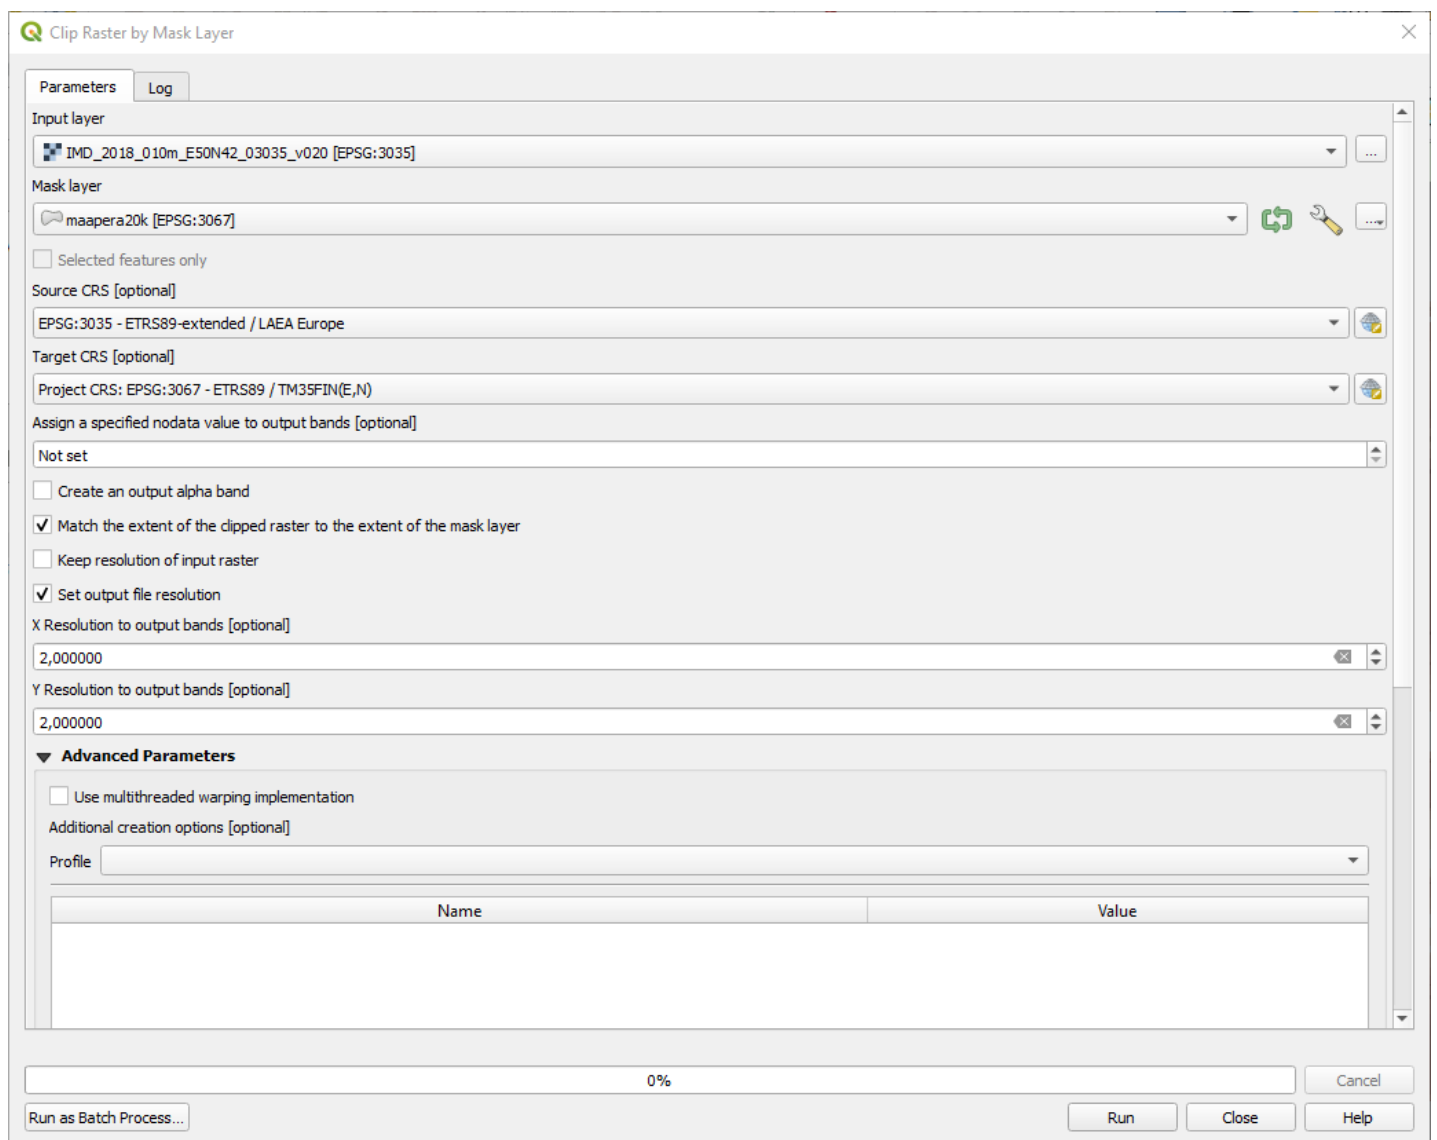 Clip Raster by Mask Layer
Parameters Log
Input layer
IMD_2018_010m_E50N42_03035_v020 [EPSG:3035]
...
Mask layer
maapera20k [EPSG:3067]
...
Selected features only
Source CRS [optional]
EPSG:3035 - ETRS89-extended / LAEA Europe
Target CRS [optional]
Project CRS: EPSG:3067 - ETRS89 / TM35FIN(E,N)
Assign a specified nodata value to output bands [optional]
Not set
Create an output alpha band
Match the extent of the clipped raster to the extent of the mask layer
Keep resolution of input raster
Set output file resolution
X Resolution to output bands [optional]
2,000000
Y Resolution to output bands [optional]
2,000000
Advanced Parameters
Use multithreaded warping implementation
Additional creation options [optional]
Profile
Name Value
0% Cancel
Run as Batch Process... Run Close Help